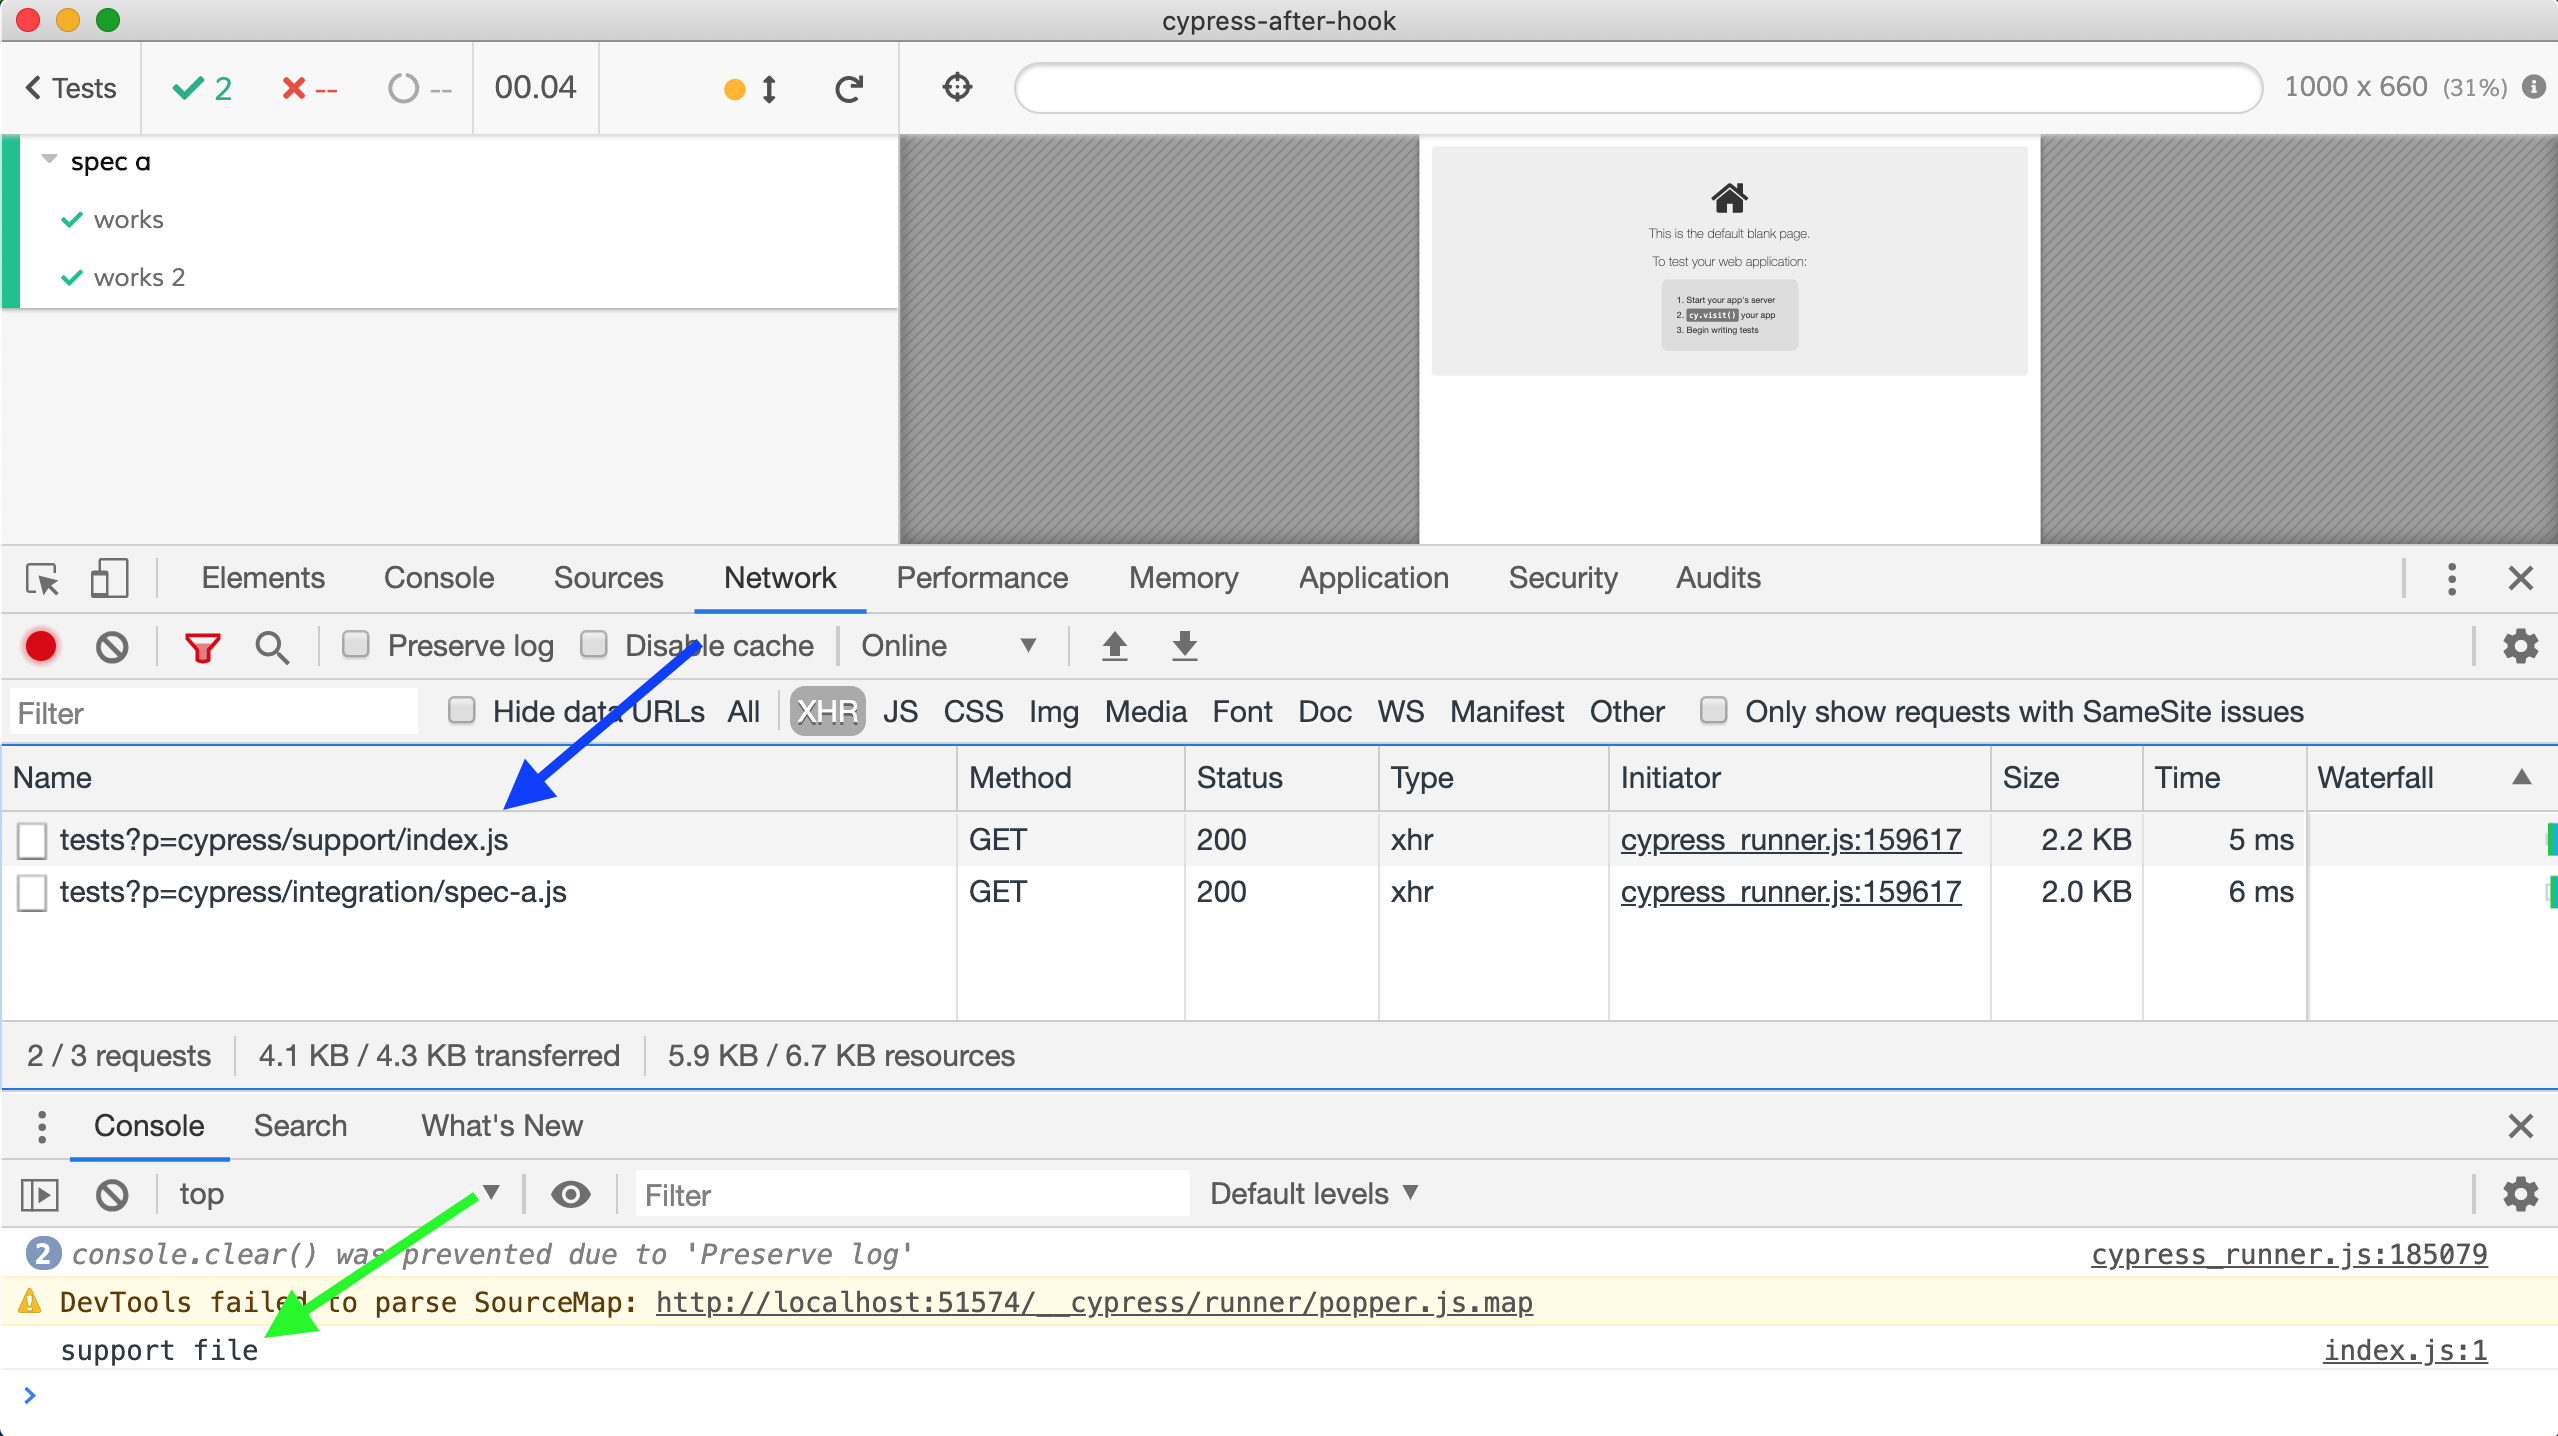 cypress-after-hook
Tests 2 -- -- 00.04 1000 x 660 (31%)
spec a
works
works 2
This is the default blank page.
To test your web application:
1. Start your app's server
2. cy.visit() your app
3. Begin writing tests
Elements Console Sources Network Performance Memory Application Security Audits
Preserve log Disable cache Online
Filter Hide data URLs All XHR JS CSS Img Media Font Doc WS Manifest Other Only show requests with SameSite issues
Name Method Status Type Initiator Size Time Waterfall
tests?p=cypress/support/index.js GET 200 xhr cypress_runner.js:159617 2.2 KB 5 ms
tests?p=cypress/integration/spec-a.js GET 200 xhr cypress_runner.js:159617 2.0 KB 6 ms
2 / 3 requests 4.1 KB / 4.3 KB transferred 5.9 KB / 6.7 KB resources
Console Search What's New
top Filter Default levels
2 console.clear() was prevented due to 'Preserve log' cypress_runner.js:185079
DevTools failed to parse SourceMap: http://localhost:51574/__cypress/runner/popper.js.map
support file index.js:1